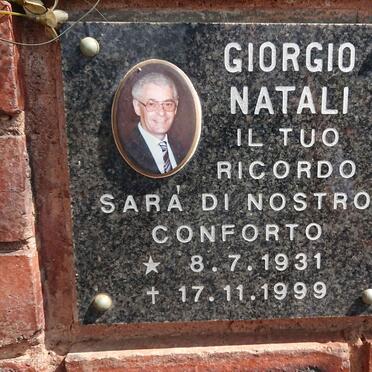 GIORGIO
NATALI
IL TUO
RICORDO
SARÀ DI NOSTRO
CONFORTO
☆ 8.7.1931
✝ 17.11.1999